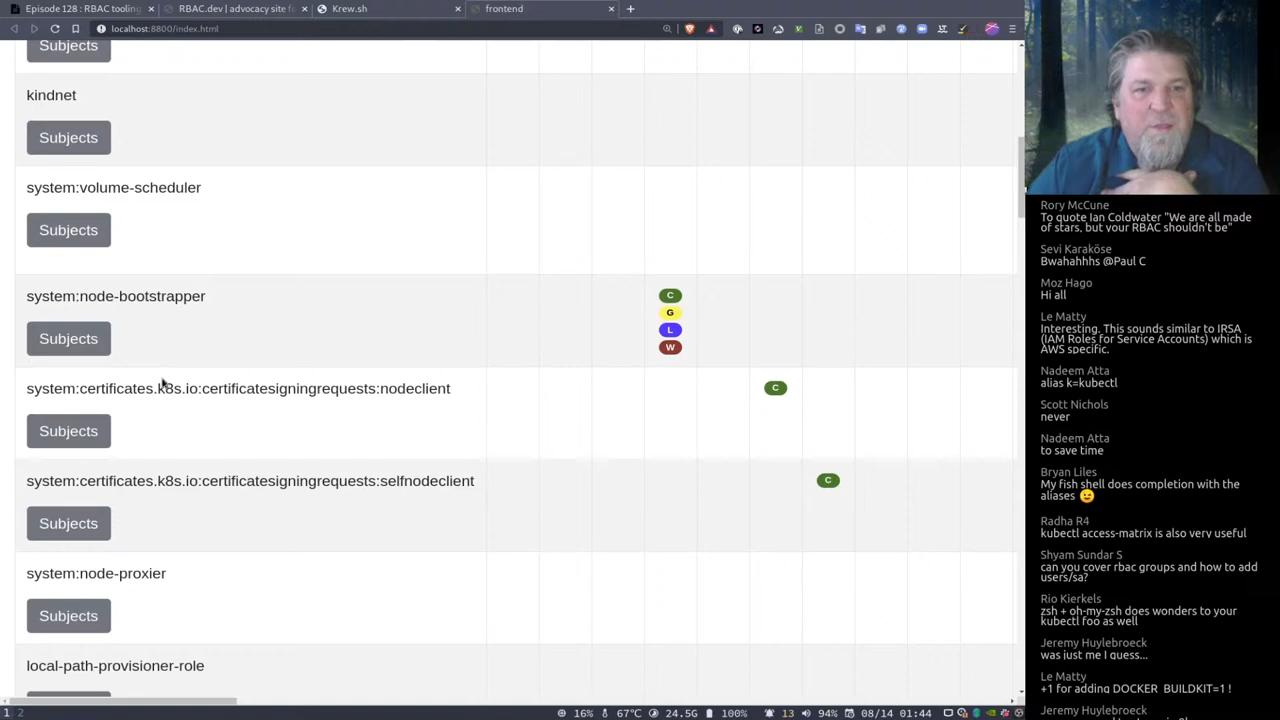 Episode 128 : RBAC tooling
RBAC.dev | advocacy site fo
Krew.sh
frontend
localhost:8800/index.html
Subjects
kindnet
Subjects
system:volume-scheduler
Subjects
system:node-bootstrapper
Subjects
C
G
L
W
system:certificates.k8s.io:certificatesigningrequests:nodeclient
C
Subjects
system:certificates.k8s.io:certificatesigningrequests:selfnodeclient
C
Subjects
system:node-proxier
Subjects
local-path-provisioner-role
1 2
16% 67°C 24.5G 100% 13 94% 08/14 01:44
Rory McCune
To quote Ian Coldwater "We are all made
of stars, but your RBAC shouldn't be"
Sevi Karaköse
Bwahahhhs @Paul C
Moz Hago
Hi all
Le Matty
Interesting. This sounds similar to IRSA
(IAM Roles for Service Accounts) which is
AWS specific.
Nadeem Atta
alias k=kubectl
Scott Nichols
never
Nadeem Atta
to save time
Bryan Liles
My fish shell does completion with the
aliases 😉
Radha R4
kubectl access-matrix is also very useful
Shyam Sundar S
can you cover rbac groups and how to add
users/sa?
Rio Kierkels
zsh + oh-my-zsh does wonders to your
kubectl foo as well
Jeremy Huylebroeck
was just me I guess...
Le Matty
+1 for adding DOCKER_BUILDKIT=1 !
Jeremy Huylebroeck